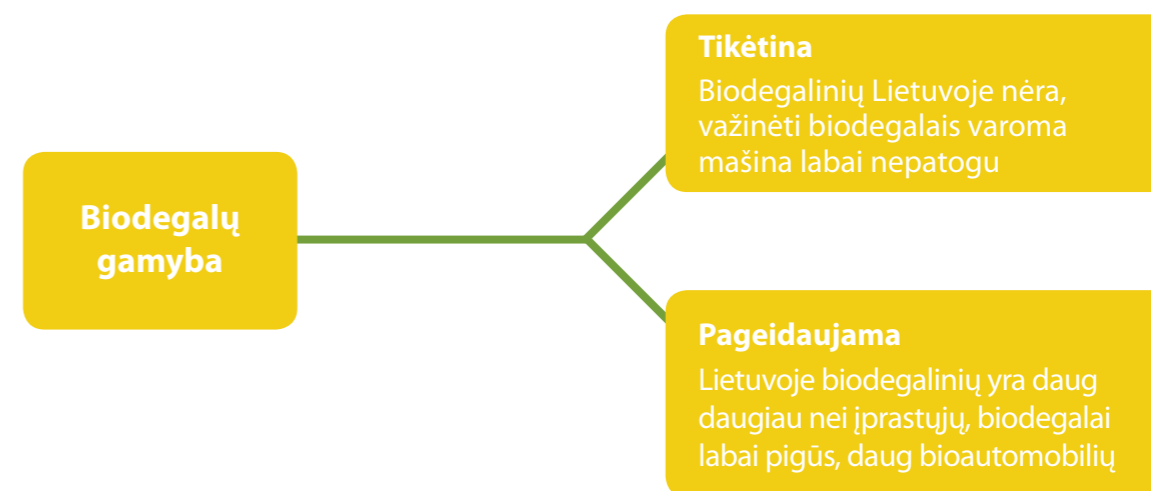 Biodegalų
gamyba
Tikėtina
Biodegalinių Lietuvoje nėra,
važinėti biodegalais varoma
mašina labai nepatogu
Pageidaujama
Lietuvoje biodegalinių yra daug
daugiau nei įprastųjų, biodegalai
labai pigūs, daug bioautomobilių